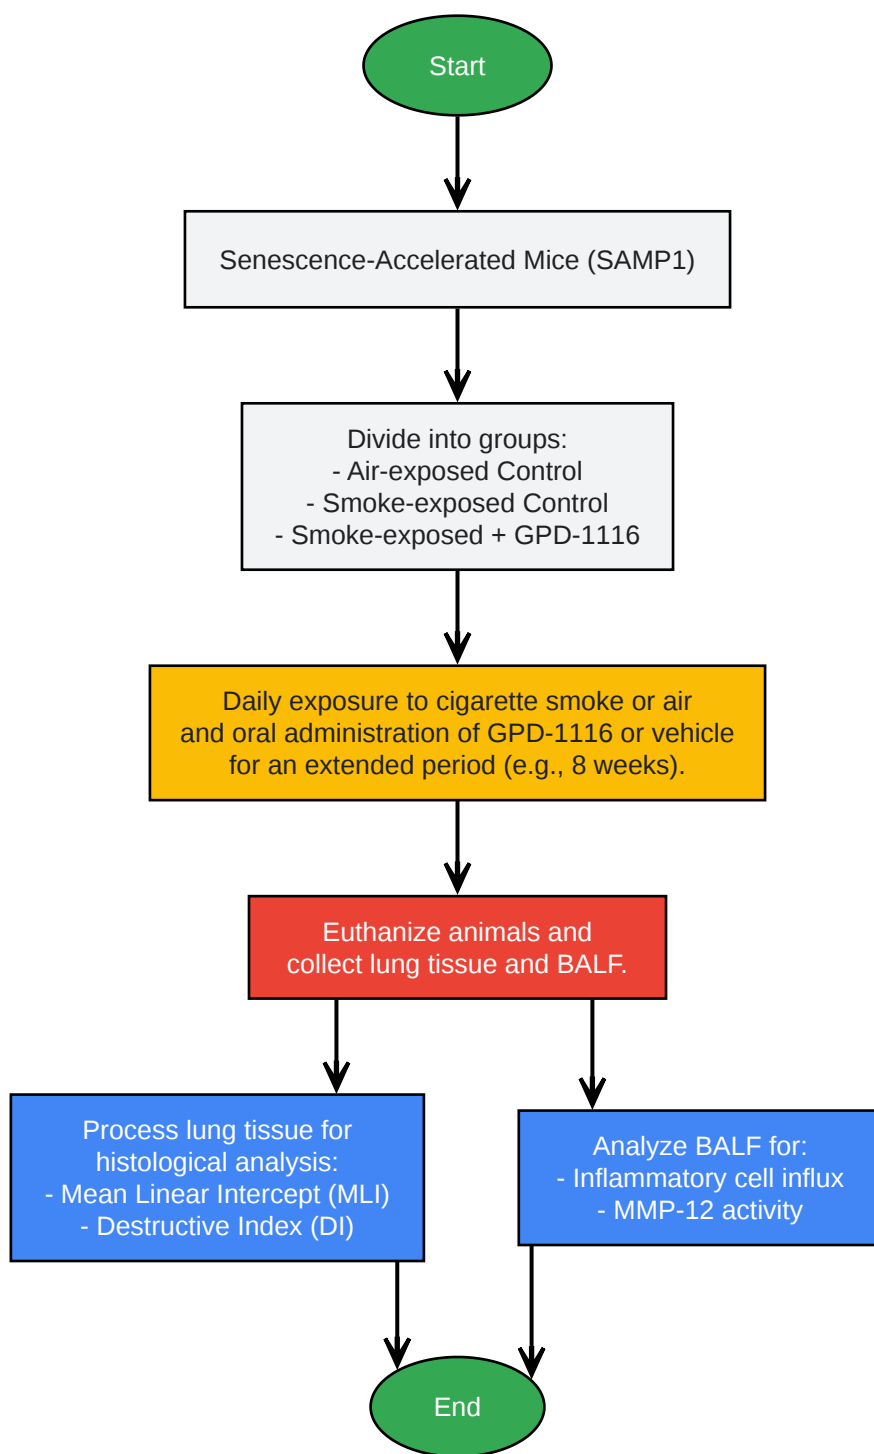 Start
Senescence-Accelerated Mice (SAMP1)
Divide into groups:
- Air-exposed Control
- Smoke-exposed Control
- Smoke-exposed + GPD-1116
Daily exposure to cigarette smoke or air
and oral administration of GPD-1116 or vehicle
for an extended period (e.g., 8 weeks).
Euthanize animals and
collect lung tissue and BALF.
Process lung tissue for
histological analysis:
- Mean Linear Intercept (MLI)
- Destructive Index (DI)
Analyze BALF for:
- Inflammatory cell influx
- MMP-12 activity
End